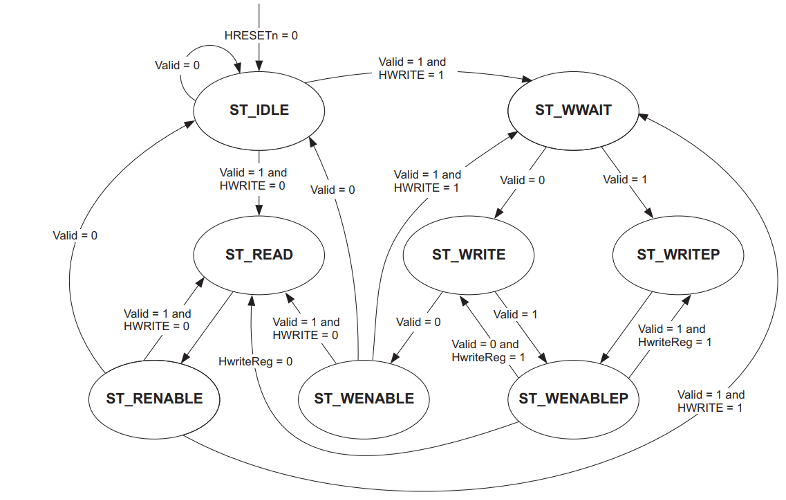 HRESETn = 0
Valid = 0
Valid = 1 and
HWRITE = 1
ST_IDLE
ST_WWAIT
Valid = 1 and
HWRITE = 0
Valid = 0
Valid = 1 and
HWRITE = 1
Valid = 0
Valid = 1
Valid = 0
ST_READ
ST_WRITE
ST_WRITEP
Valid = 1 and
HWRITE = 0
Valid = 1 and
HWRITE = 0
Valid = 0
Valid = 1
Valid = 1 and
HwriteReg = 1
Valid = 0 and
HwriteReg = 1
HwriteReg = 0
ST_RENABLE
ST_WENABLE
ST_WENABLEP
Valid = 1 and
HWRITE = 1